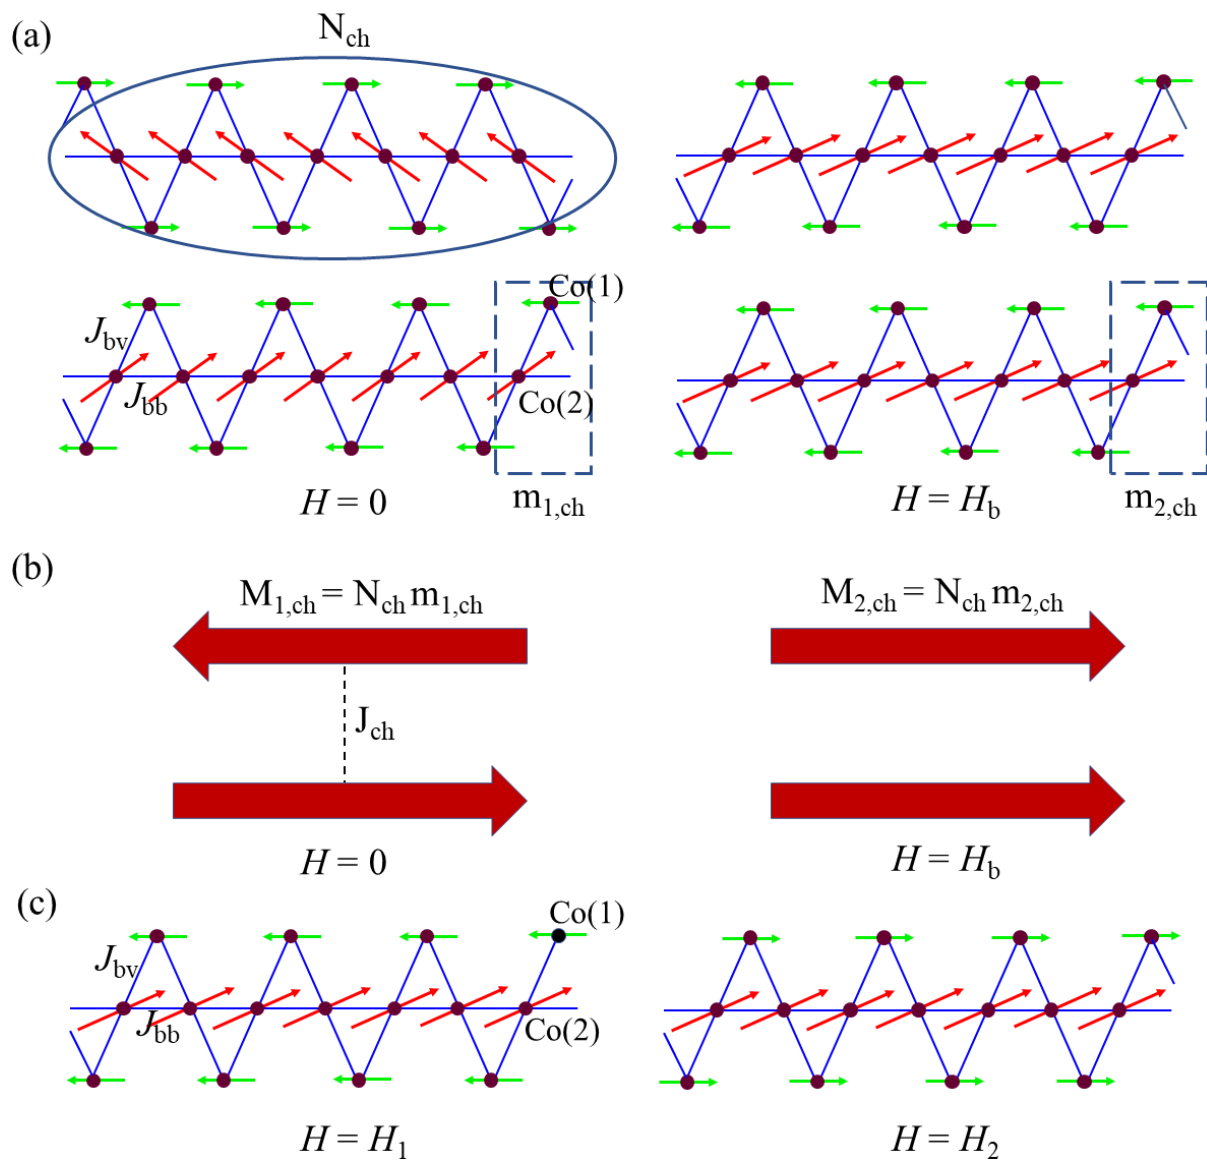 (a)
N_ch
Co(1)
J_bv
J_bb
Co(2)
H = 0
m_1,ch
H = H_b
m_2,ch
(b)
M_1,ch = N_ch m_1,ch
M_2,ch = N_ch m_2,ch
J_ch
H = 0
H = H_b
(c)
Co(1)
J_bv
J_bb
Co(2)
H = H_1
H = H_2